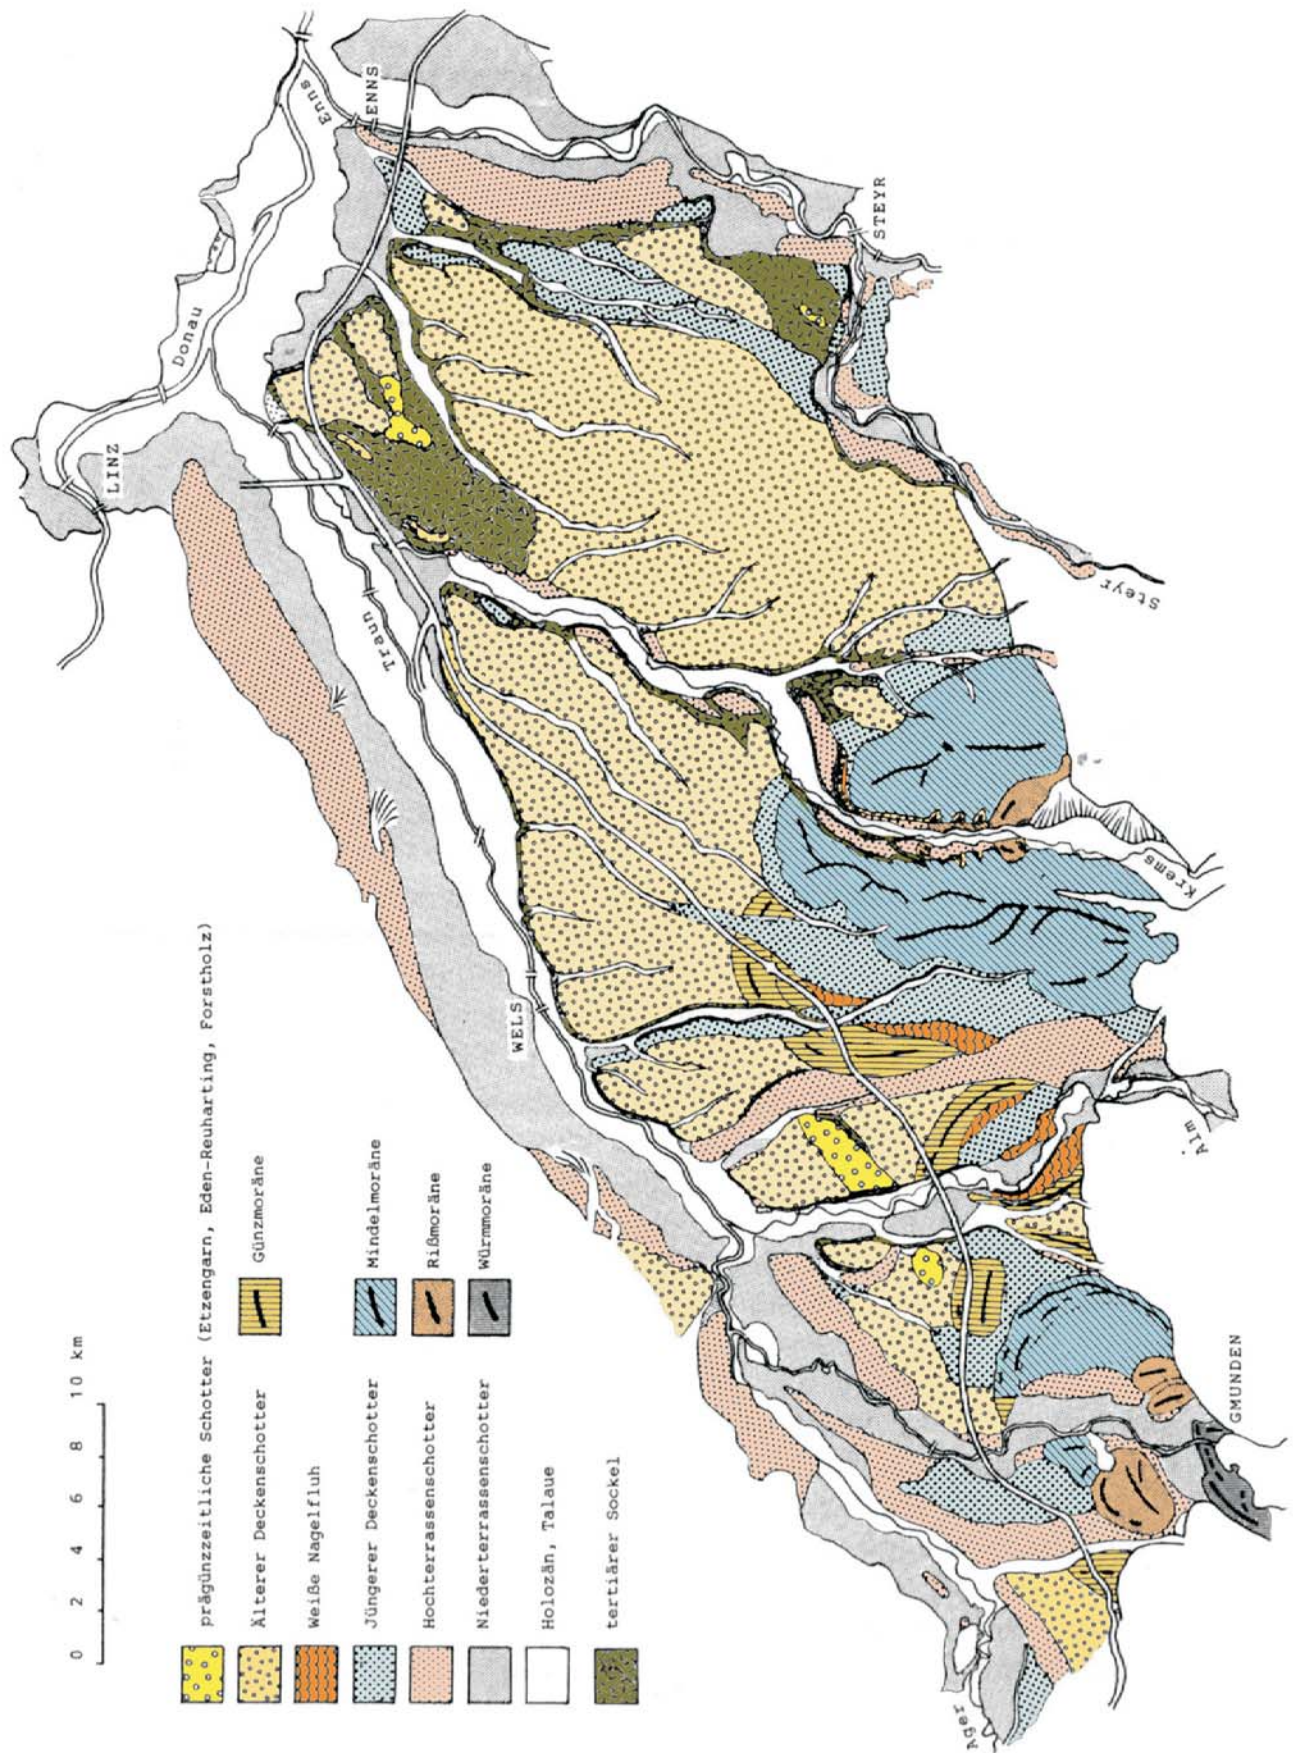 0 2 4 6 8 10 km
prägünzzeitliche Schotter (Etzengarn, Eden-Reuharting, Forstholz)
Älterer Deckenschotter
Günzmoräne
Weiße Nagelfluh
Jüngerer Deckenschotter
Mindelmoräne
Hochterrassenschotter
Rißmoräne
Niederterrassenschotter
Würmmoräne
Holozän, Talaue
tertiärer Sockel
LINZ
Donau
Enns
ENNS
Traun
WELS
STEYR
Steyr
Krems
Alm
GMUNDEN
Ager